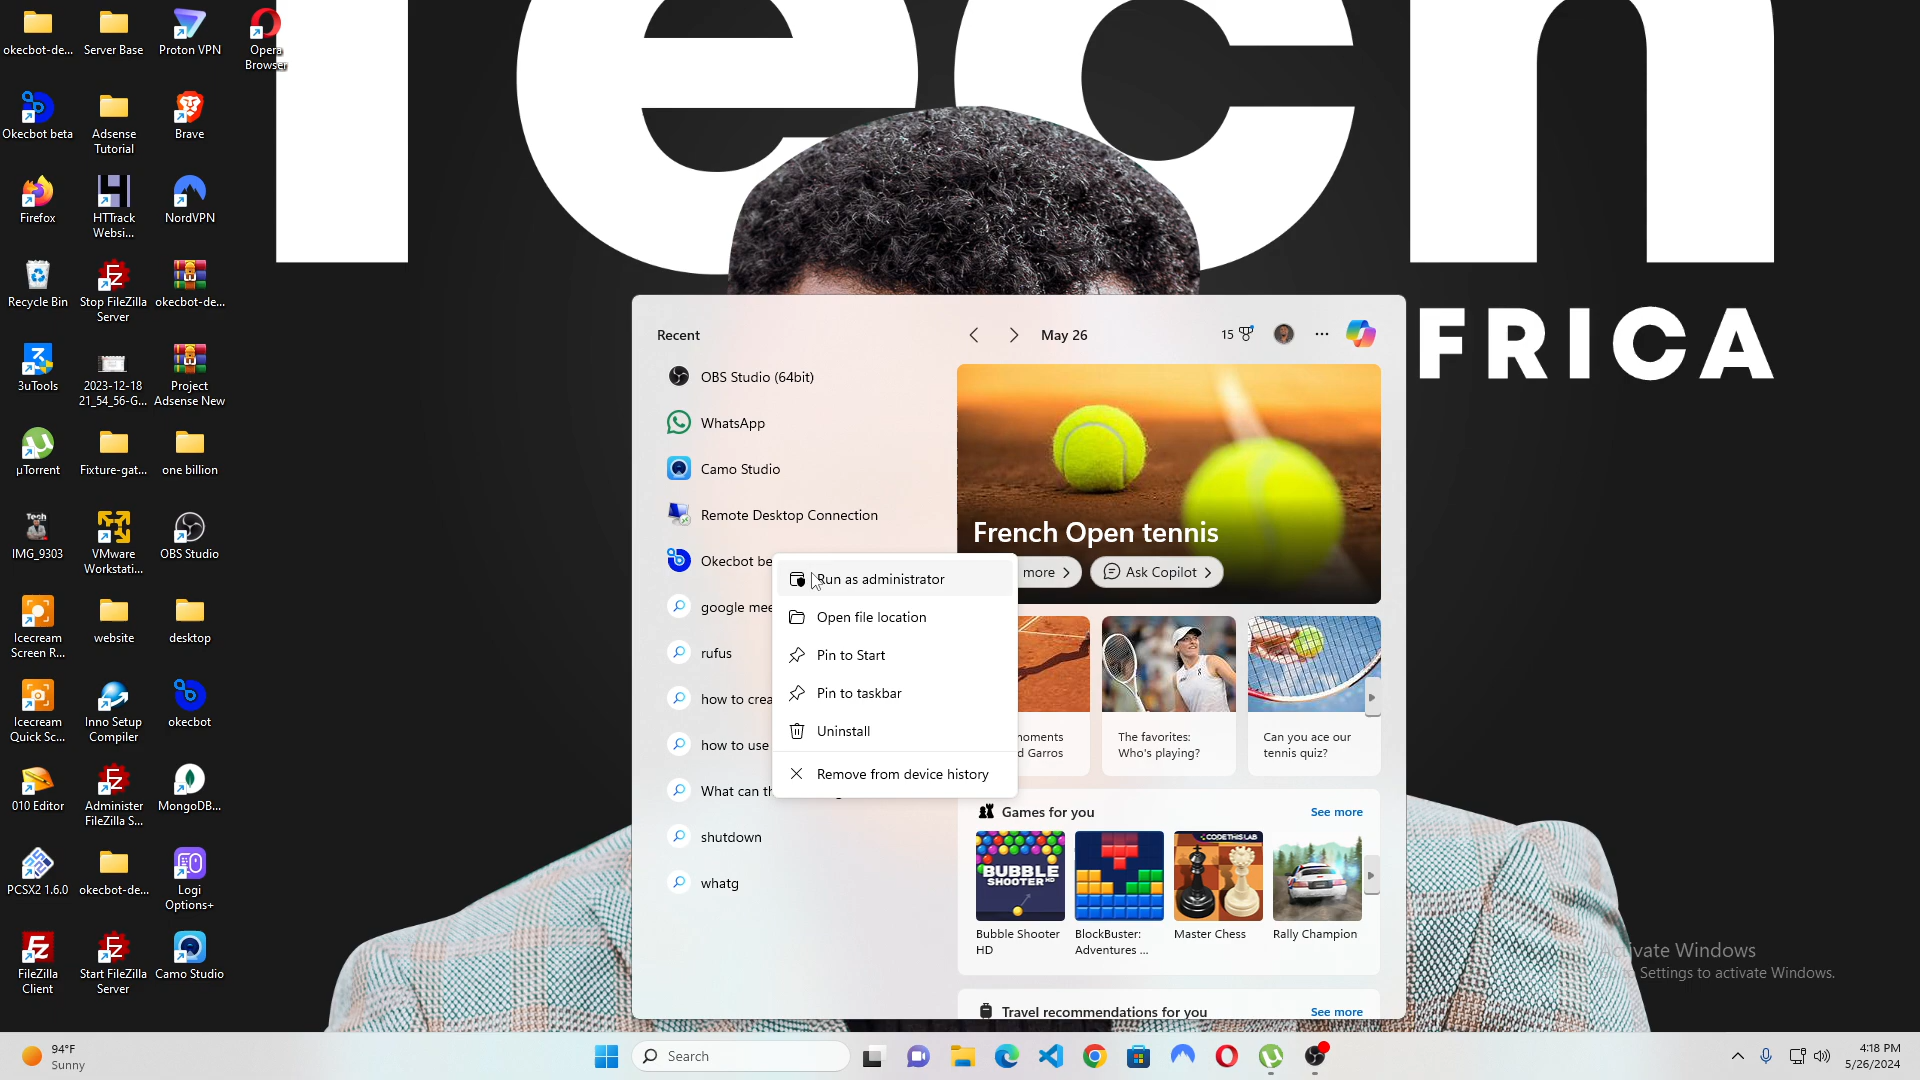 Tech
FRICA
okecbot-de...
Server Base
Proton VPN
Opera
Browser
Okecbot beta
Adsense
Tutorial
Brave
Firefox
HTTrack
Websi...
NordVPN
Recycle Bin
Stop FileZilla
Server
okecbot-de...
3uTools
2023-12-18
21_54_56-G...
Project
Adsense New
µTorrent
Fixture-gat...
one billion
IMG_9303
VMware
Workstati...
OBS Studio
Icecream
Screen R...
website
desktop
Icecream
Quick Sc...
Inno Setup
Compiler
okecbot
010 Editor
Administer
FileZilla S...
MongoDB...
PCSX2 1.6.0
okecbot-de...
Logi
Options+
FileZilla
Client
Start FileZilla
Server
Camo Studio
Recent
OBS Studio (64bit)
WhatsApp
Camo Studio
Remote Desktop Connection
Okecbot be
google mee
rufus
how to crea
how to use
What can th
shutdown
whatg
Run as administrator
Open file location
Pin to Start
Pin to taskbar
Uninstall
Remove from device history
May 26
15
French Open tennis
more
Ask Copilot
noments
d Garros
The favorites:
Who's playing?
Can you ace our
tennis quiz?
Games for you
See more
BUBBLE
SHOOTER HD
CODETHISLAB
Bubble Shooter
HD
BlockBuster:
Adventures ...
Master Chess
Rally Champion
Travel recommendations for you
See more
ivate Windows
Settings to activate Windows.
94°F
Sunny
Search
4:18 PM
5/26/2024